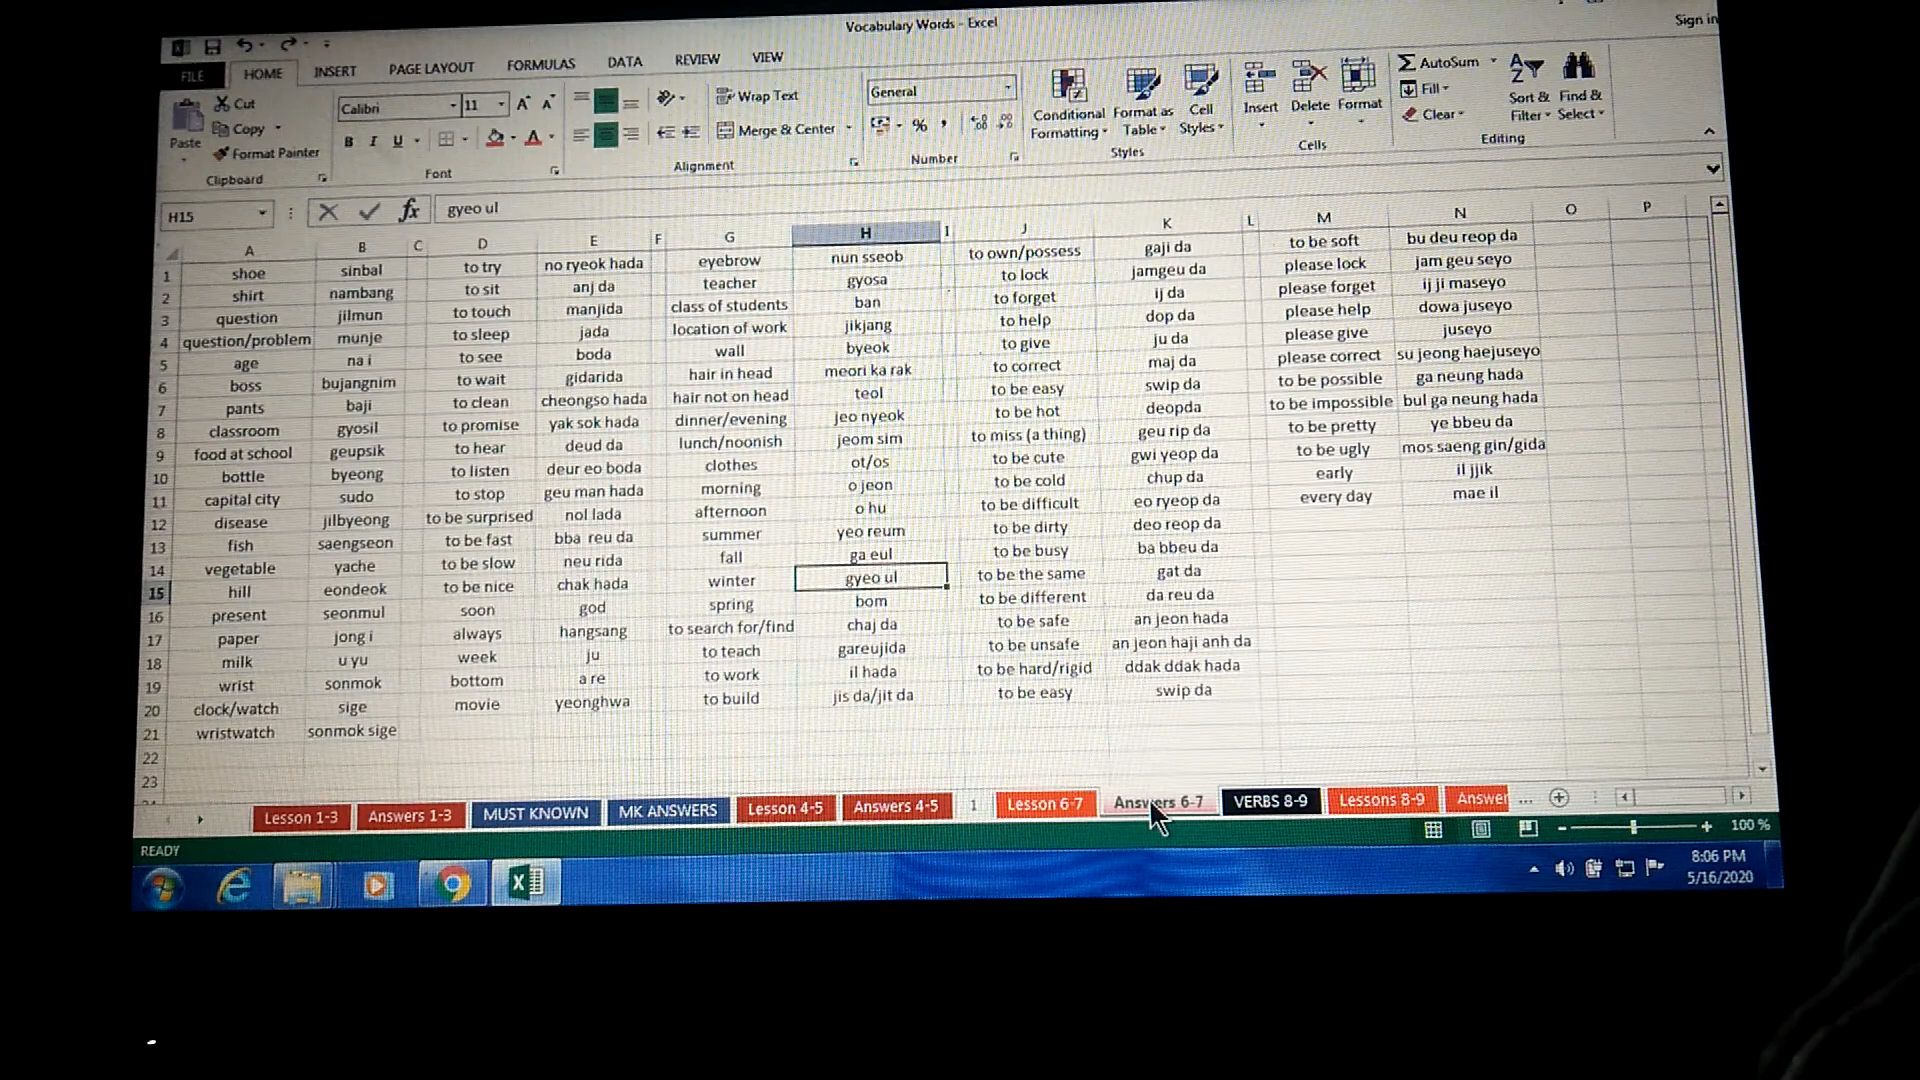 Vocabulary Words - Excel
Sign in
FILE HOME INSERT PAGE LAYOUT FORMULAS DATA REVIEW VIEW
Cut
Copy
Format Painter
Paste
Clipboard
Calibri 11
B I U
Font
Wrap Text
Merge & Center
Alignment
General
%
Number
Conditional Formatting
Format as Table
Cell Styles
Styles
Insert Delete Format
Cells
AutoSum
Fill
Clear
Sort & Filter
Find & Select
Editing
H15 fx gyeo ul
A B C D E F G H I J K L M N O P
1 shoe sinbal to try no ryeok hada eyebrow nun sseob to own/possess gaji da to be soft bu deu reop da
2 shirt nambang to sit anj da teacher gyosa to lock jamgeu da please lock jam geu seyo
3 question jilmun to touch manjida class of students ban to forget ij da please forget ij ji maseyo
4 question/problem munje to sleep jada location of work jikjang to help dop da please help dowa juseyo
5 age na i to see boda wall byeok to give ju da please give juseyo
6 boss bujangnim to wait gidarida hair in head meori ka rak to correct maj da please correct su jeong haejuseyo
7 pants baji to clean cheongso hada hair not on head teol to be easy swip da to be possible ga neung hada
8 classroom gyosil to promise yak sok hada dinner/evening jeo nyeok to be hot deopda to be impossible bul ga neung hada
9 food at school geupsik to hear deud da lunch/noonish jeom sim to miss (a thing) geu rip da to be pretty ye bbeu da
10 bottle byeong to listen deur eo boda clothes ot/os to be cute gwi yeop da to be ugly mos saeng gin/gida
11 capital city sudo to stop geu man hada morning o jeon to be cold chup da early il jjik
12 disease jilbyeong to be surprised nol lada afternoon o hu to be difficult eo ryeop da every day mae il
13 fish saengseon to be fast bba reu da summer yeo reum to be dirty deo reop da
14 vegetable yache to be slow neu rida fall ga eul to be busy ba bbeu da
15 hill eondeok to be nice chak hada winter gyeo ul to be the same gat da
16 present seonmul soon god spring bom to be different da reu da
17 paper jong i always hangsang to search for/find chaj da to be safe an jeon hada
18 milk u yu week ju to teach gareujida to be unsafe an jeon haji anh da
19 wrist sonmok bottom a re to work il hada to be hard/rigid ddak ddak hada
20 clock/watch sige movie yeonghwa to build jis da/jit da to be easy swip da
21 wristwatch sonmok sige
22
23
Lesson 1-3 Answers 1-3 MUST KNOWN MK ANSWERS Lesson 4-5 Answers 4-5 1 Lesson 6-7 Answers 6-7 VERBS 8-9 Lessons 8-9 Answer ...
READY 100 %
8:06 PM
5/16/2020